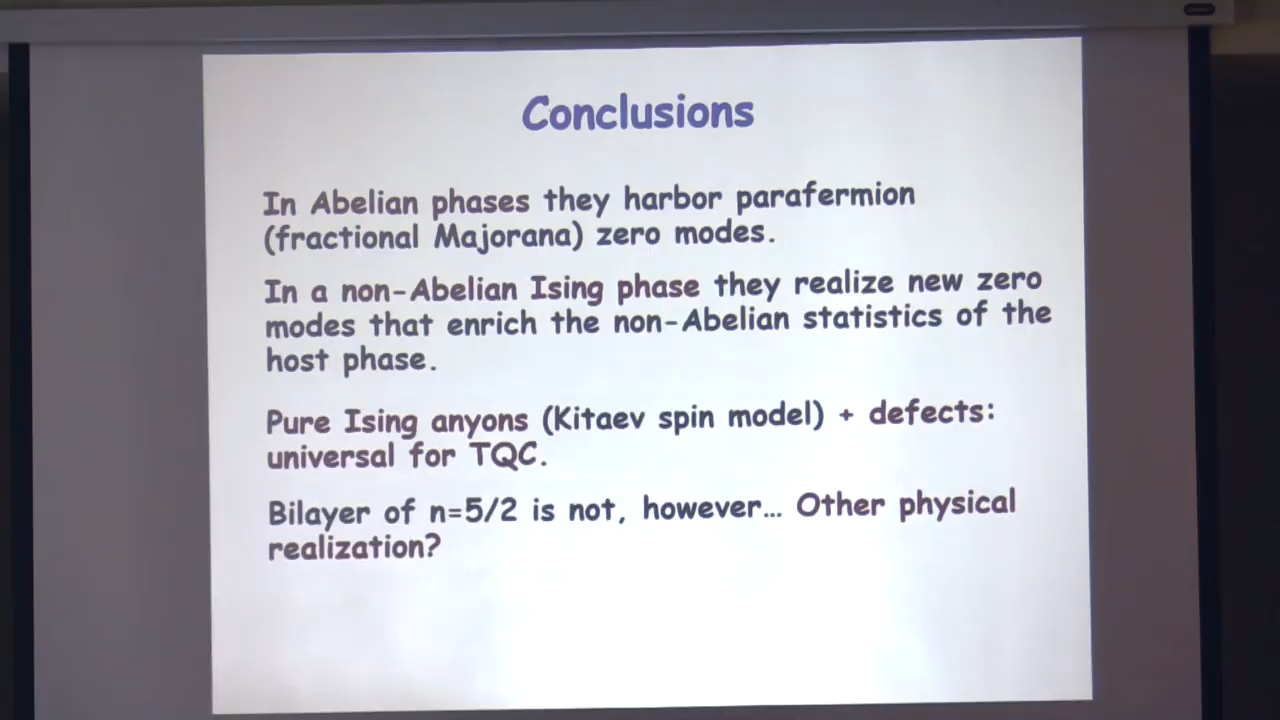 Conclusions
In Abelian phases they harbor parafermion
(fractional Majorana) zero modes.
In a non-Abelian Ising phase they realize new zero
modes that enrich the non-Abelian statistics of the
host phase.
Pure Ising anyons (Kitaev spin model) + defects:
universal for TQC.
Bilayer of n=5/2 is not, however... Other physical
realization?